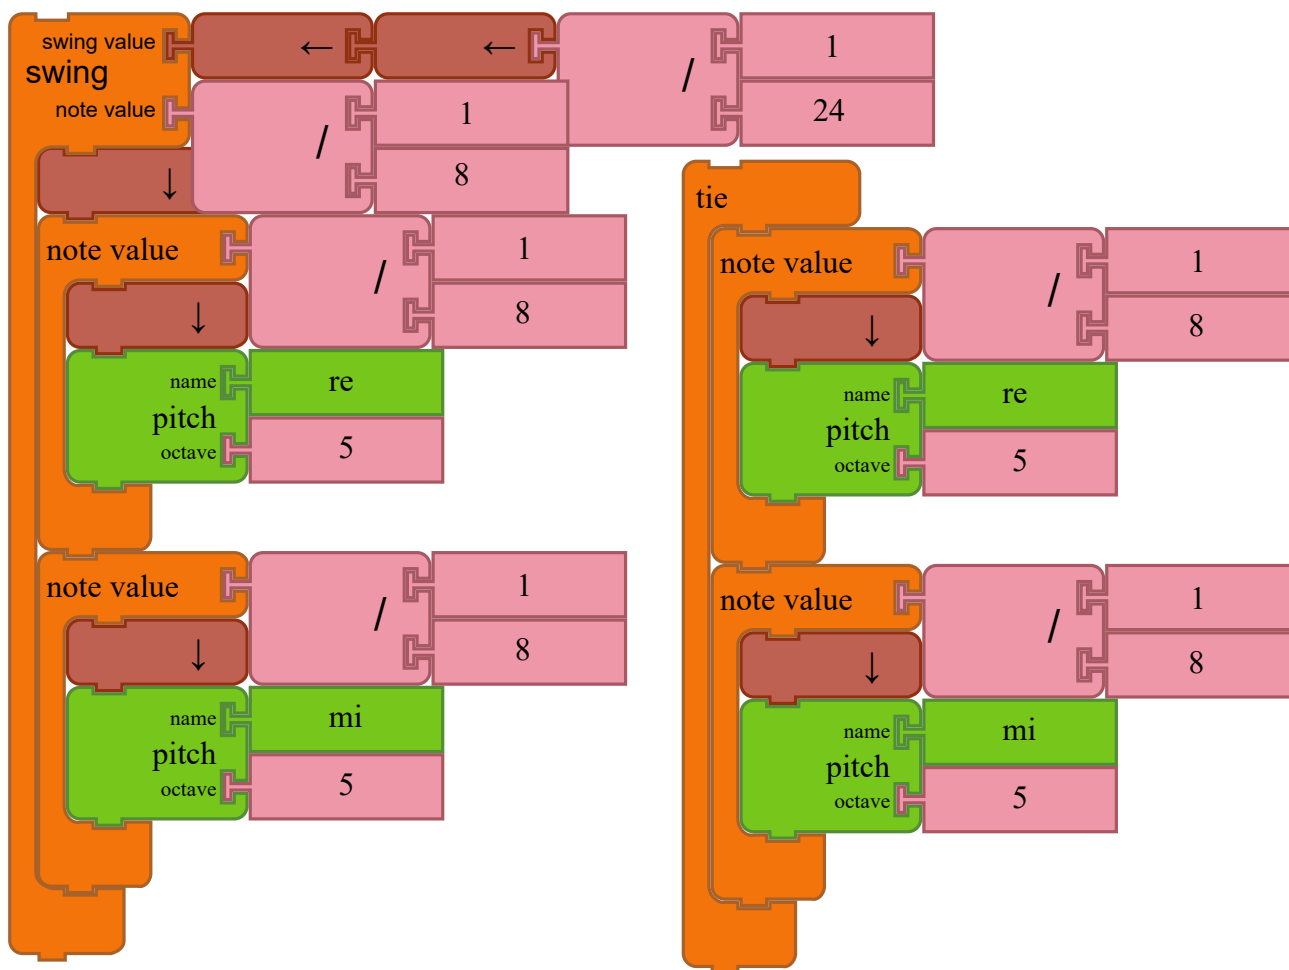 swing value ← ← / 1
swing
note value / 1 24
↓ 8
note value / 1
8
↓
name re
pitch
octave 5
note value / 1
8
↓
name mi
pitch
octave 5
tie
note value / 1
8
↓
name re
pitch
octave 5
note value / 1
8
↓
name mi
pitch
octave 5